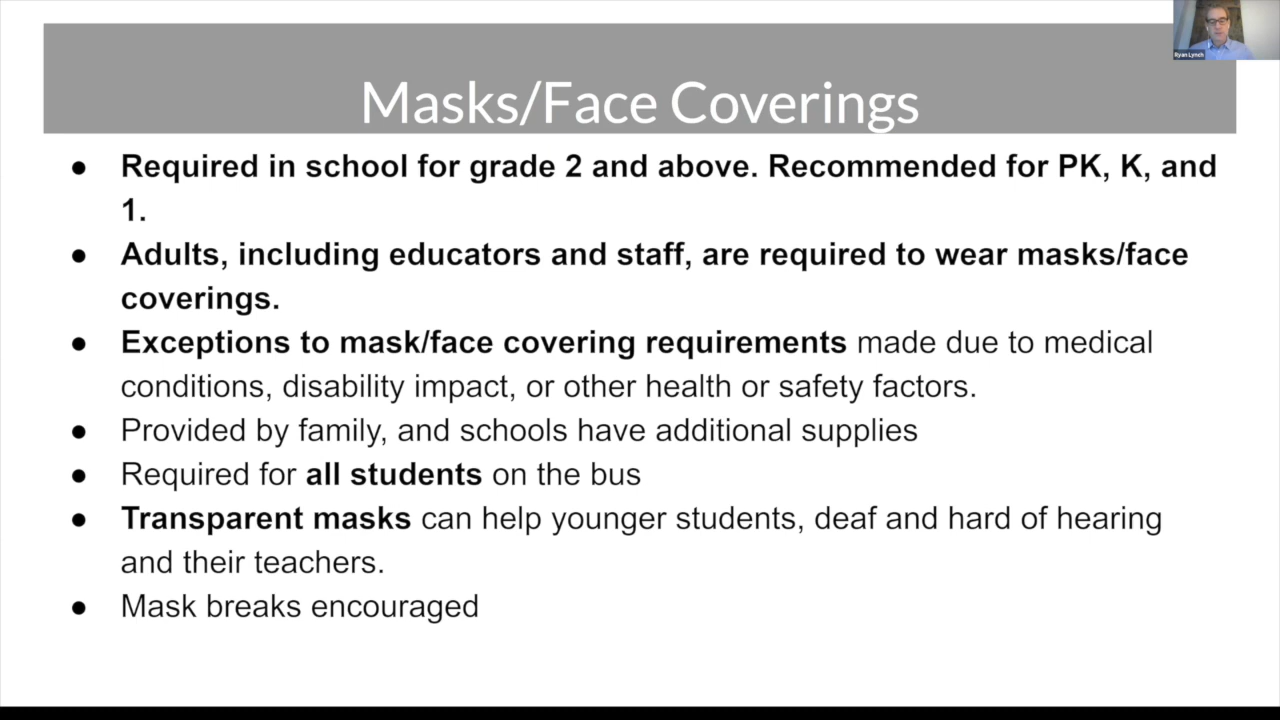 Ryan Lynch
Masks/Face Coverings
● Required in school for grade 2 and above. Recommended for PK, K, and
1.
● Adults, including educators and staff, are required to wear masks/face
coverings.
● Exceptions to mask/face covering requirements made due to medical
conditions, disability impact, or other health or safety factors.
● Provided by family, and schools have additional supplies
● Required for all students on the bus
● Transparent masks can help younger students, deaf and hard of hearing
and their teachers.
● Mask breaks encouraged